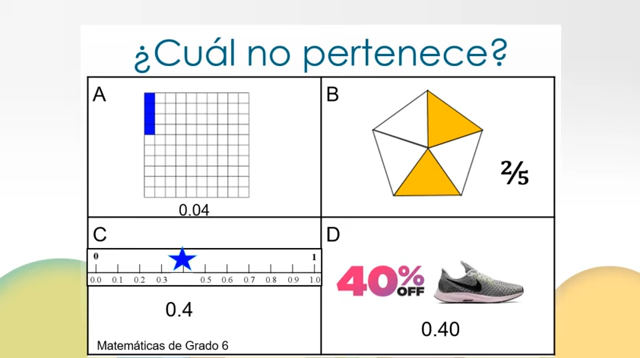 ¿Cuál no pertenece?
A
0.04
B
⅖
C
0 1
0.0 0.1 0.2 0.3 0.5 0.6 0.7 0.8 0.9 1.0
0.4
Matemáticas de Grado 6
D
40% OFF
0.40